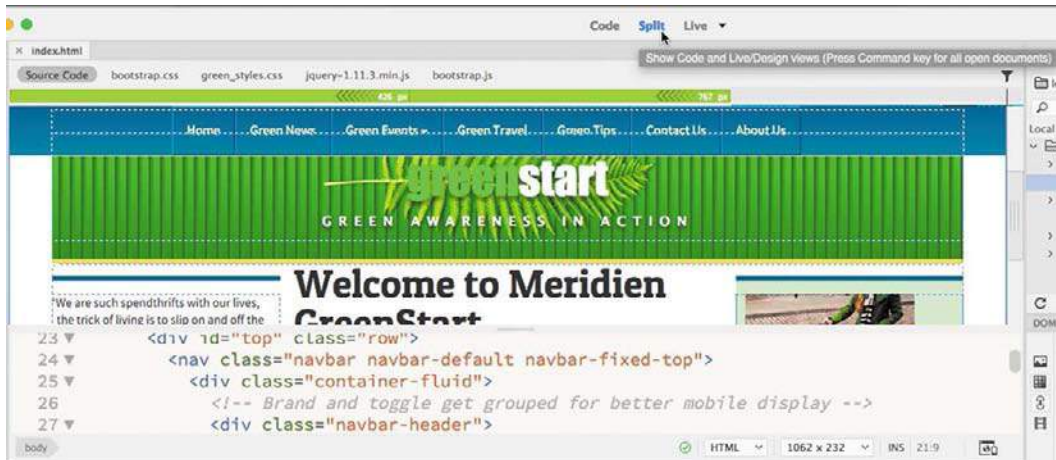 Code Split Live
× index.html
Show Code and Live/Design views (Press Command key for all open documents)
Source Code bootstrap.css green_styles.css jquery-1.11.3.min.js bootstrap.js
426 px 767 px
Home Green News Green Events Green Travel Green Tips Contact Us About Us
Local
greenstart
GREEN AWARENESS IN ACTION
Welcome to Meridien
GreenStart
"We are such spendthrifts with our lives,
the trick of living is to slip on and off the
DOM
23 <div id="top" class="row">
24 <nav class="navbar navbar-default navbar-fixed-top">
25 <div class="container-fluid">
26 <!-- Brand and toggle get grouped for better mobile display -->
27 <div class="navbar-header">
body HTML 1062 x 232 INS 21:9